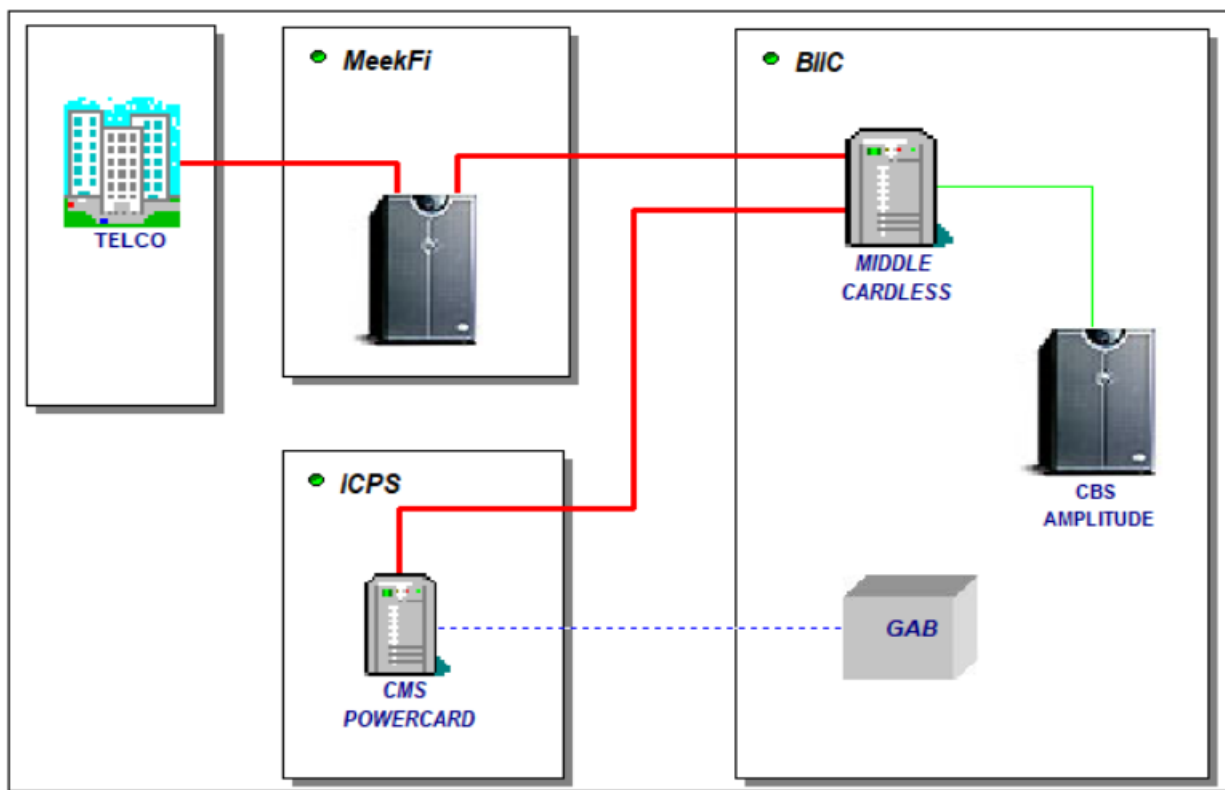 MeekFi
BIIC
TELCO
MIDDLE
CARDLESS
ICPS
CBS
AMPLITUDE
GAB
CMS
POWERCARD